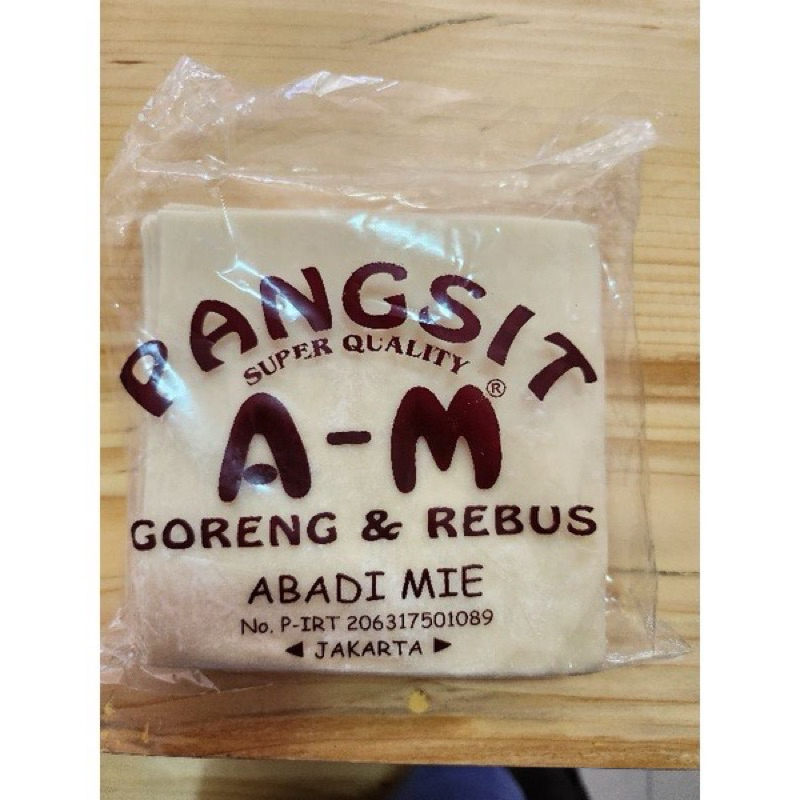 PANGSIT
SUPER QUALITY
A-M®
GORENG & REBUS
ABADI MIE
No. P-IRT 206317501089
◀ JAKARTA ▶